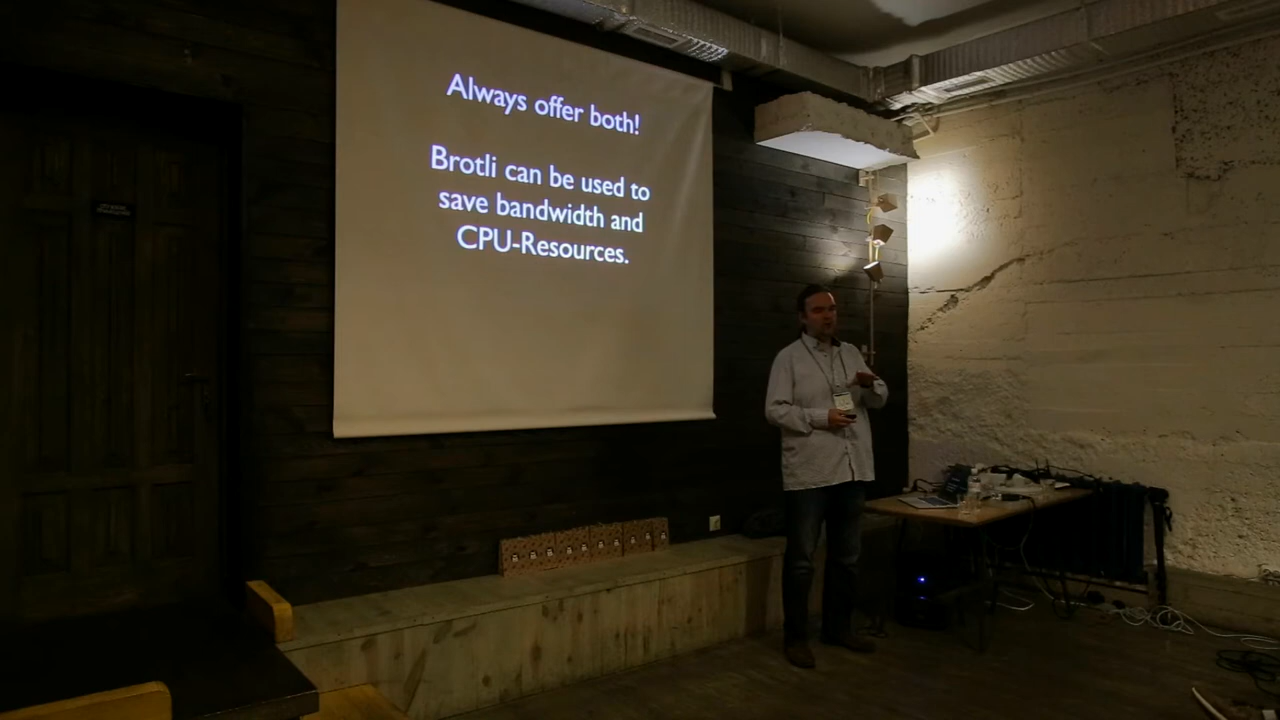 Always offer both!
Brotli can be used to
save bandwidth and
CPU-Resources.